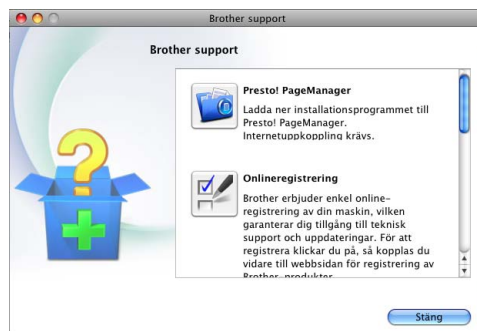 Brother support
Brother support
Presto! PageManager
Ladda ner installationsprogrammet till
Presto! PageManager.
Internetuppkoppling krävs.
Onlineregistrering
Brother erbjuder enkel online-
registrering av din maskin, vilken
garanterar dig tillgång till teknisk
support och uppdateringar. För att
registrera klickar du på, så kopplas du
vidare till webbsidan för registrering av
Brother-produkter.
Stäng